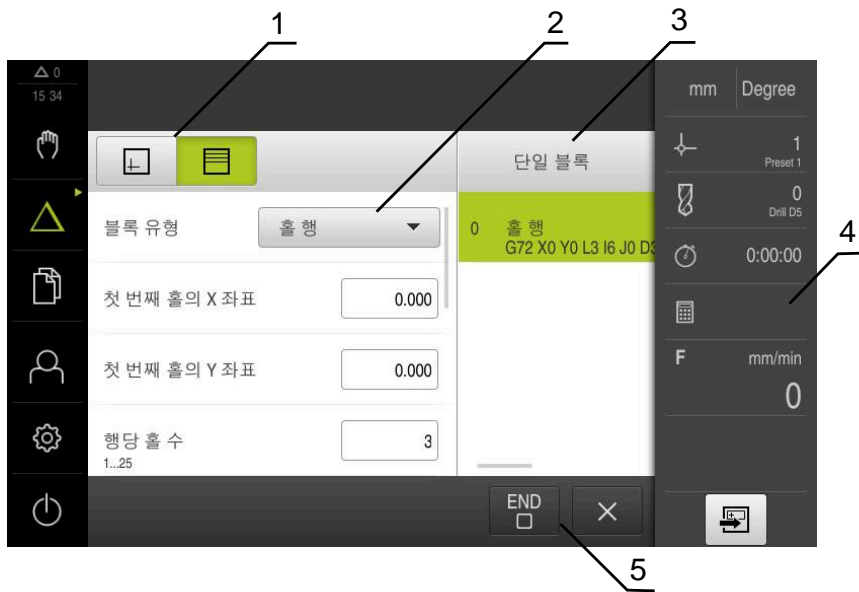 1
2
3
0
15 34
mm Degree
1
Preset 1
단일 블록
0
Drill D5
블록 유형
홀 행
0 홀 행
G72 X0 Y0 L3 I6 J0 D3
4
0:00:00
첫 번째 홀의 X 좌표
0.000
F mm/min
0
첫 번째 홀의 Y 좌표
0.000
행당 홀 수
3
1...25
END
5